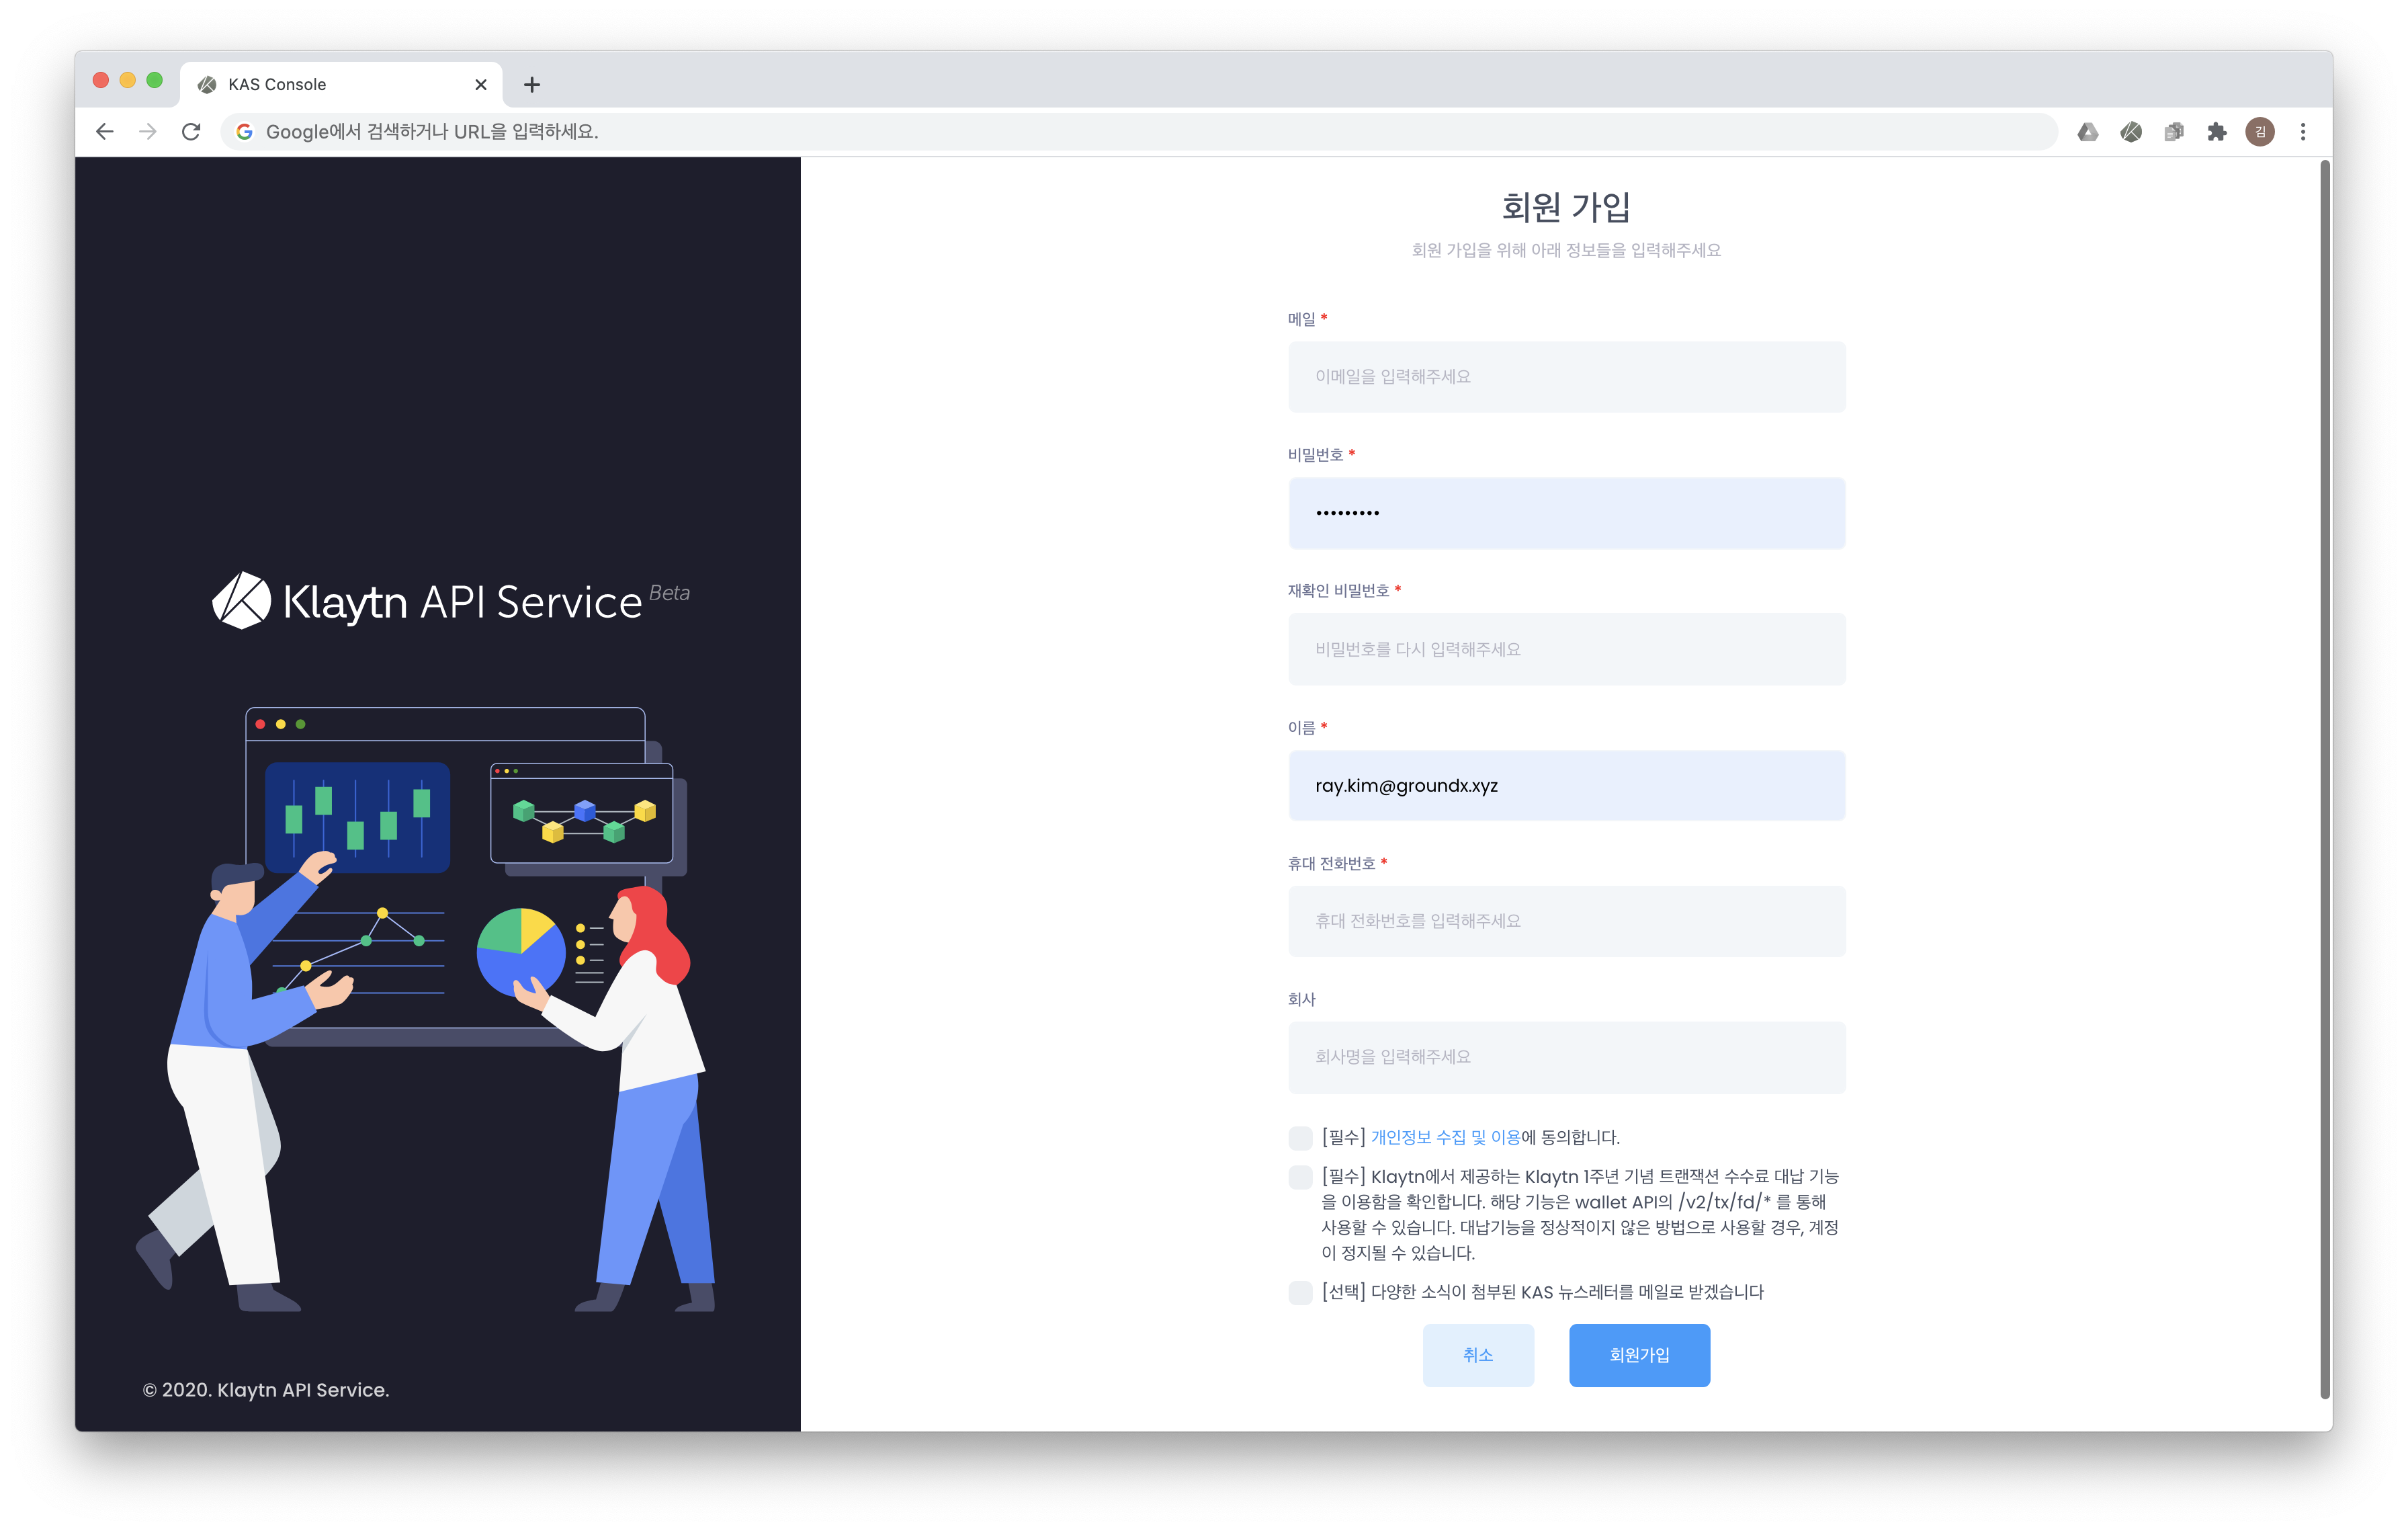 KAS Console
Google에서 검색하거나 URL을 입력하세요.
김
Klaytn API Service Beta
© 2020. Klaytn API Service.
회원 가입
회원 가입을 위해 아래 정보들을 입력해주세요
메일 *
이메일을 입력해주세요
비밀번호 *
•••••••••
재확인 비밀번호 *
비밀번호를 다시 입력해주세요
이름 *
ray.kim@groundx.xyz
휴대 전화번호 *
휴대 전화번호를 입력해주세요
회사
회사명을 입력해주세요
[필수] 개인정보 수집 및 이용에 동의합니다.
[필수] Klaytn에서 제공하는 Klaytn 1주년 기념 트랜잭션 수수료 대납 기능
을 이용함을 확인합니다. 해당 기능은 wallet API의 /v2/tx/fd/* 를 통해
사용할 수 있습니다. 대납기능을 정상적이지 않은 방법으로 사용할 경우, 계정
이 정지될 수 있습니다.
[선택] 다양한 소식이 첨부된 KAS 뉴스레터를 메일로 받겠습니다
취소
회원가입